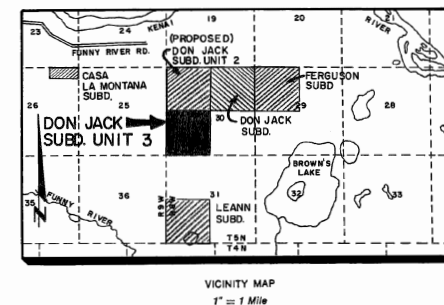 23
24
KENAI
19
20
21
RIVER
FUNNY RIVER RD.
(PROPOSED)
DON JACK
SUBD. UNIT 2
CASA
LA MONTANA
SUBD.
FERGUSON
SUBD
26
25
30
29
28
DON JACK
SUBD. UNIT 3
DON JACK
SUBD.
BROWN'S
LAKE
35
FUNNY
RIVER
36
R9W
R8W
31
32
33
LEANN
SUBD.
N
T5N
T4N
VICINITY MAP
1" = 1 Mile